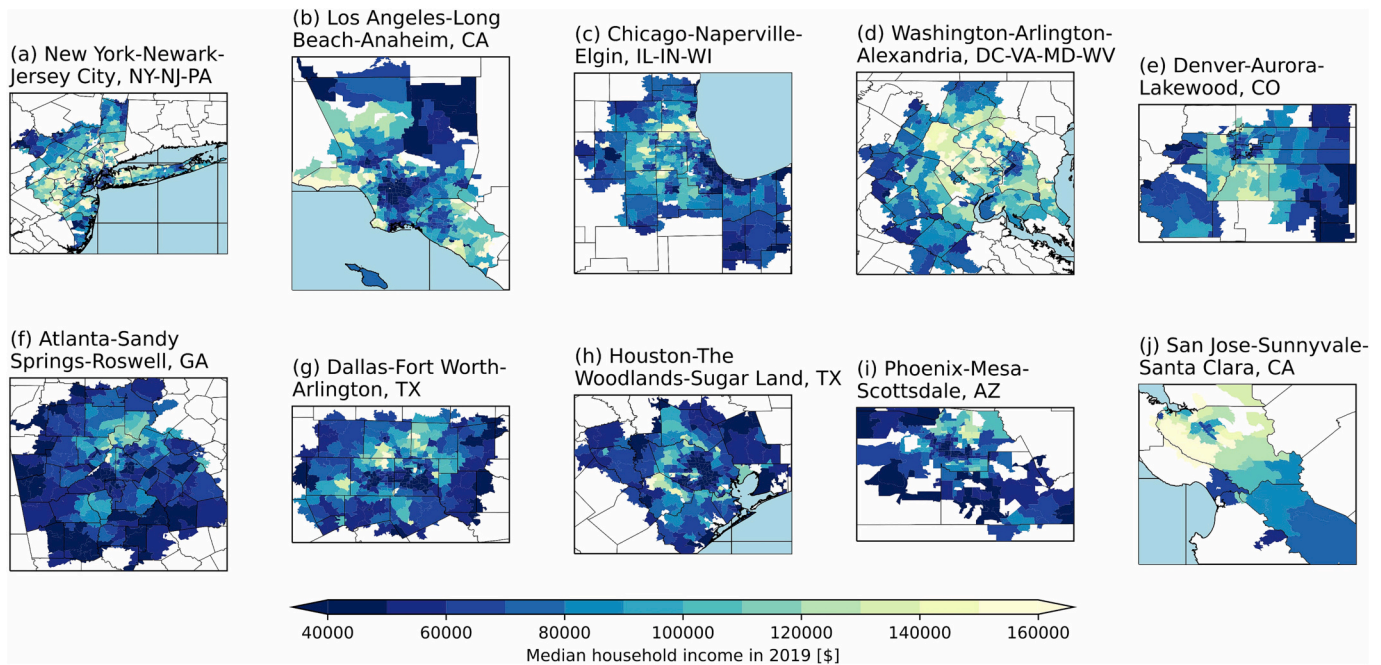 (a) New York-Newark-
Jersey City, NY-NJ-PA
(b) Los Angeles-Long
Beach-Anaheim, CA
(c) Chicago-Naperville-
Elgin, IL-IN-WI
(d) Washington-Arlington-
Alexandria, DC-VA-MD-WV
(e) Denver-Aurora-
Lakewood, CO
(f) Atlanta-Sandy
Springs-Roswell, GA
(g) Dallas-Fort Worth-
Arlington, TX
(h) Houston-The
Woodlands-Sugar Land, TX
(i) Phoenix-Mesa-
Scottsdale, AZ
(j) San Jose-Sunnyvale-
Santa Clara, CA
40000 60000 80000 100000 120000 140000 160000
Median household income in 2019 [$]